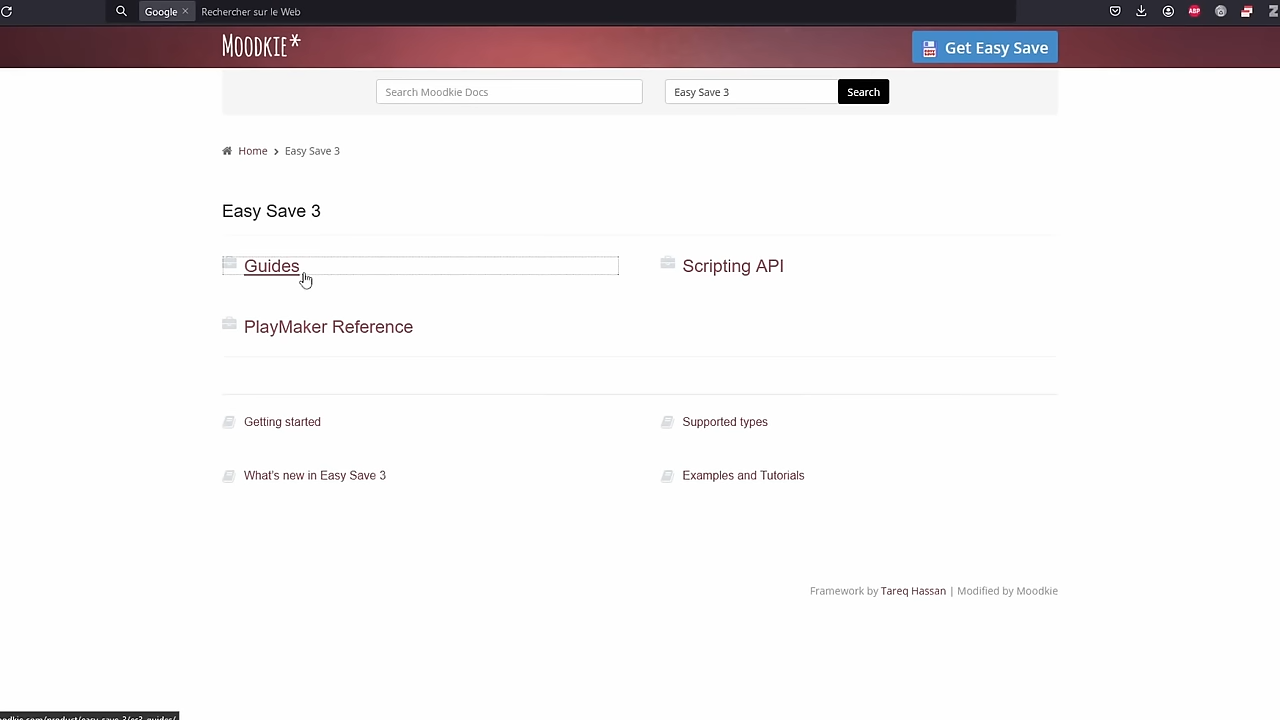 Google × Rechercher sur le Web
ABP
MOODKIE*
Get Easy Save
Search Moodkie Docs
Easy Save 3
Search
Home > Easy Save 3
Easy Save 3
Guides
Scripting API
PlayMaker Reference
Getting started
Supported types
What's new in Easy Save 3
Examples and Tutorials
Framework by Tareq Hassan | Modified by Moodkie